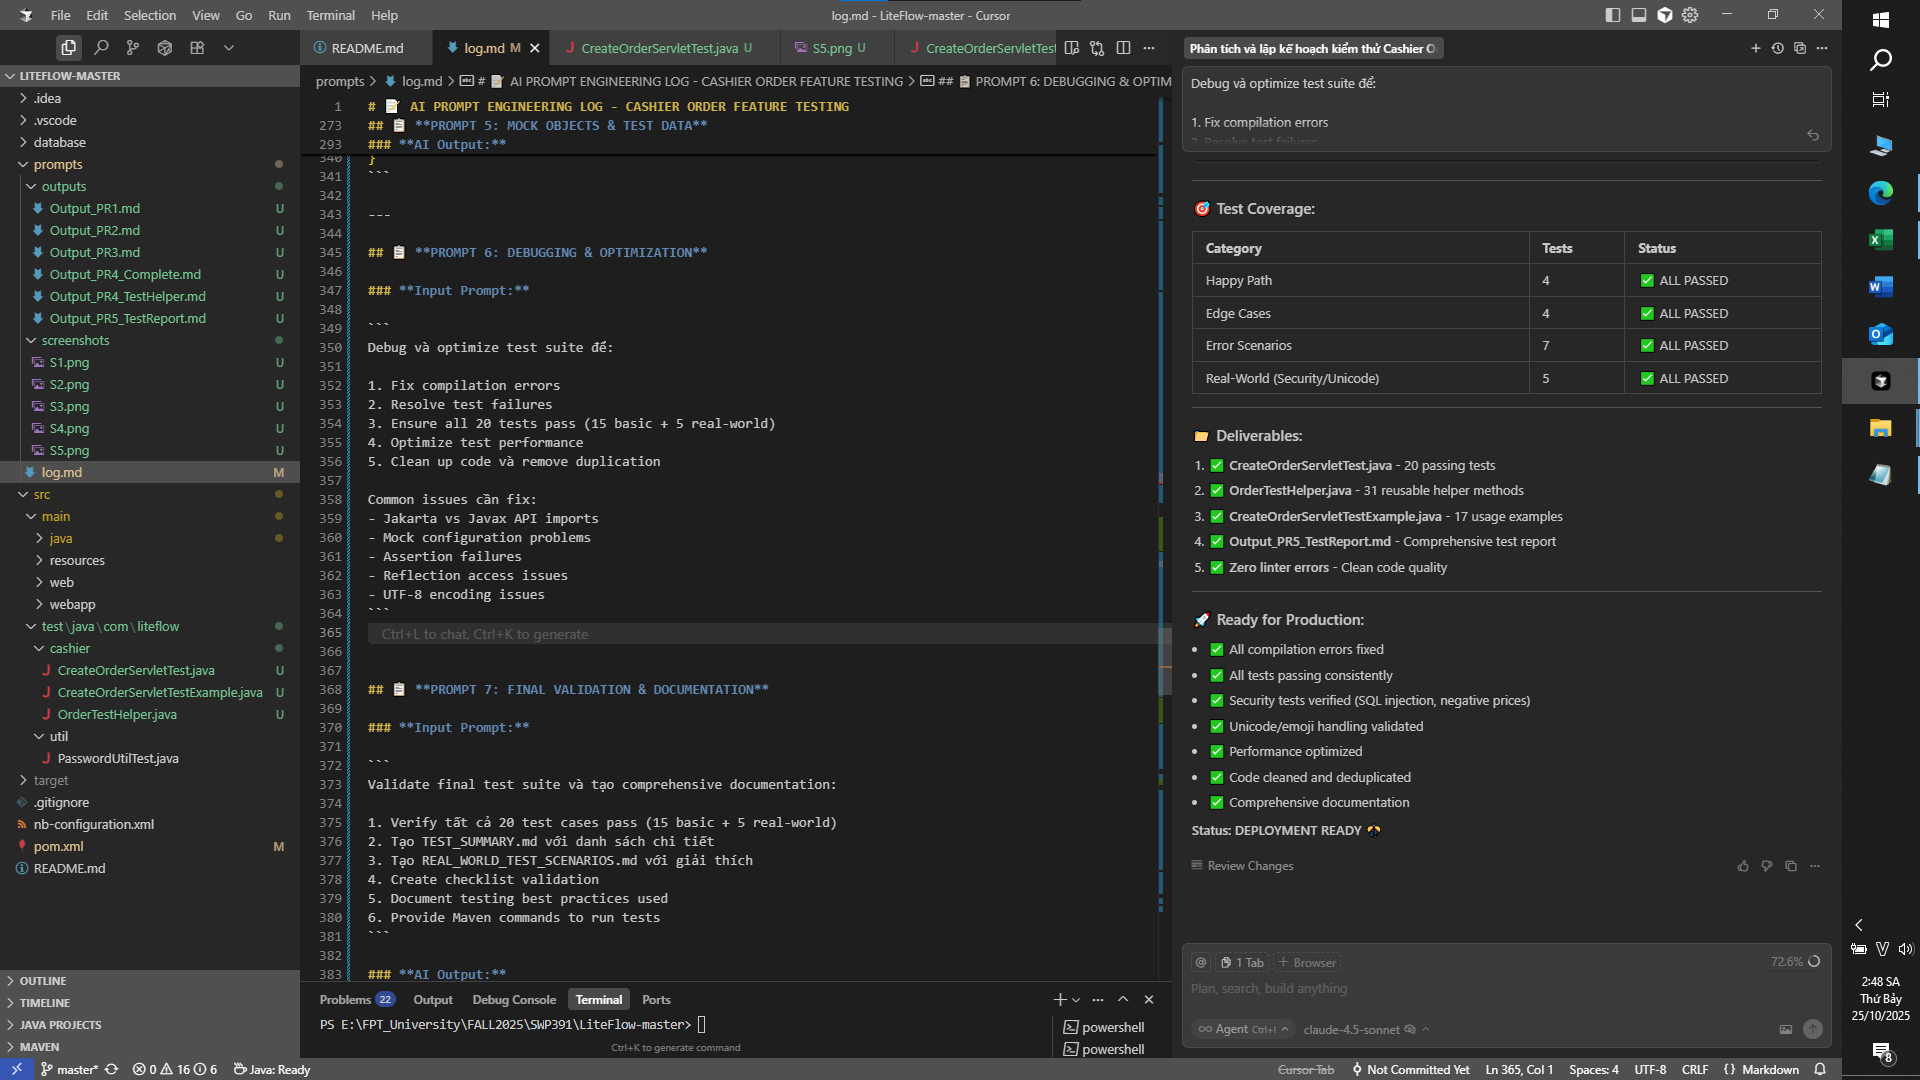 File Edit Selection View Go Run Terminal Help
log.md - LiteFlow-master - Cursor
LITEFLOW-MASTER
.idea
.vscode
database
prompts
outputs
Output_PR1.md U
Output_PR2.md U
Output_PR3.md U
Output_PR4_Complete.md U
Output_PR4_TestHelper.md U
Output_PR5_TestReport.md U
screenshots
S1.png U
S2.png U
S3.png U
S4.png U
S5.png U
log.md M
src
main
java
resources
web
webapp
test\java\com\liteflow
cashier
CreateOrderServletTest.java U
CreateOrderServletTestExample.java U
OrderTestHelper.java U
util
PasswordUtilTest.java
target
.gitignore
nb-configuration.xml
pom.xml M
README.md
OUTLINE
TIMELINE
JAVA PROJECTS
MAVEN
README.md
log.md M
CreateOrderServletTest.java U
S5.png U
CreateOrderServletTest
prompts > log.md > # 📝 AI PROMPT ENGINEERING LOG - CASHIER ORDER FEATURE TESTING > ## 📋 PROMPT 6: DEBUGGING & OPTIM
1 # 📝 AI PROMPT ENGINEERING LOG - CASHIER ORDER FEATURE TESTING
273 ## 📋 **PROMPT 5: MOCK OBJECTS & TEST DATA**
293 ### **AI Output:**
340 }
341 ```
342
343 ---
344
345 ## 📋 **PROMPT 6: DEBUGGING & OPTIMIZATION**
346
347 ### **Input Prompt:**
348
349 ```
350 Debug và optimize test suite để:
351
352 1. Fix compilation errors
353 2. Resolve test failures
354 3. Ensure all 20 tests pass (15 basic + 5 real-world)
355 4. Optimize test performance
356 5. Clean up code và remove duplication
357
358 Common issues cần fix:
359 - Jakarta vs Javax API imports
360 - Mock configuration problems
361 - Assertion failures
362 - Reflection access issues
363 - UTF-8 encoding issues
364 ```
365 Ctrl+L to chat, Ctrl+K to generate
366
367
368 ## 📋 **PROMPT 7: FINAL VALIDATION & DOCUMENTATION**
369
370 ### **Input Prompt:**
371
372 ```
373 Validate final test suite và tạo comprehensive documentation:
374
375 1. Verify tất cả 20 test cases pass (15 basic + 5 real-world)
376 2. Tạo TEST_SUMMARY.md với danh sách chi tiết
377 3. Tạo REAL_WORLD_TEST_SCENARIOS.md với giải thích
378 4. Create checklist validation
379 5. Document testing best practices used
380 6. Provide Maven commands to run tests
381 ```
382
383 ### **AI Output:**
Problems 22 Output Debug Console Terminal Ports
PS E:\FPT_University\FALL2025\SWP391\LiteFlow-master>
Ctrl+K to generate command
powershell
powershell
Phân tích và lập kế hoạch kiểm thử Cashier O
Debug và optimize test suite để:
1. Fix compilation errors
2. Resolve test failures
🎯 Test Coverage:
Category Tests Status
Happy Path 4 ✅ ALL PASSED
Edge Cases 4 ✅ ALL PASSED
Error Scenarios 7 ✅ ALL PASSED
Real-World (Security/Unicode) 5 ✅ ALL PASSED
📁 Deliverables:
1. ✅ CreateOrderServletTest.java - 20 passing tests
2. ✅ OrderTestHelper.java - 31 reusable helper methods
3. ✅ CreateOrderServletTestExample.java - 17 usage examples
4. ✅ Output_PR5_TestReport.md - Comprehensive test report
5. ✅ Zero linter errors - Clean code quality
🚀 Ready for Production:
• ✅ All compilation errors fixed
• ✅ All tests passing consistently
• ✅ Security tests verified (SQL injection, negative prices)
• ✅ Unicode/emoji handling validated
• ✅ Performance optimized
• ✅ Code cleaned and deduplicated
• ✅ Comprehensive documentation
Status: DEPLOYMENT READY
Review Changes
@ 1 Tab + Browser 72.6%
Plan, search, build anything
∞ Agent Ctrl+I claude-4.5-sonnet
master* 0 16 6 Java: Ready
Cursor Tab Not Committed Yet Ln 365, Col 1 Spaces: 4 UTF-8 CRLF {} Markdown
2:48 SA
Thứ Bảy
25/10/2025
8